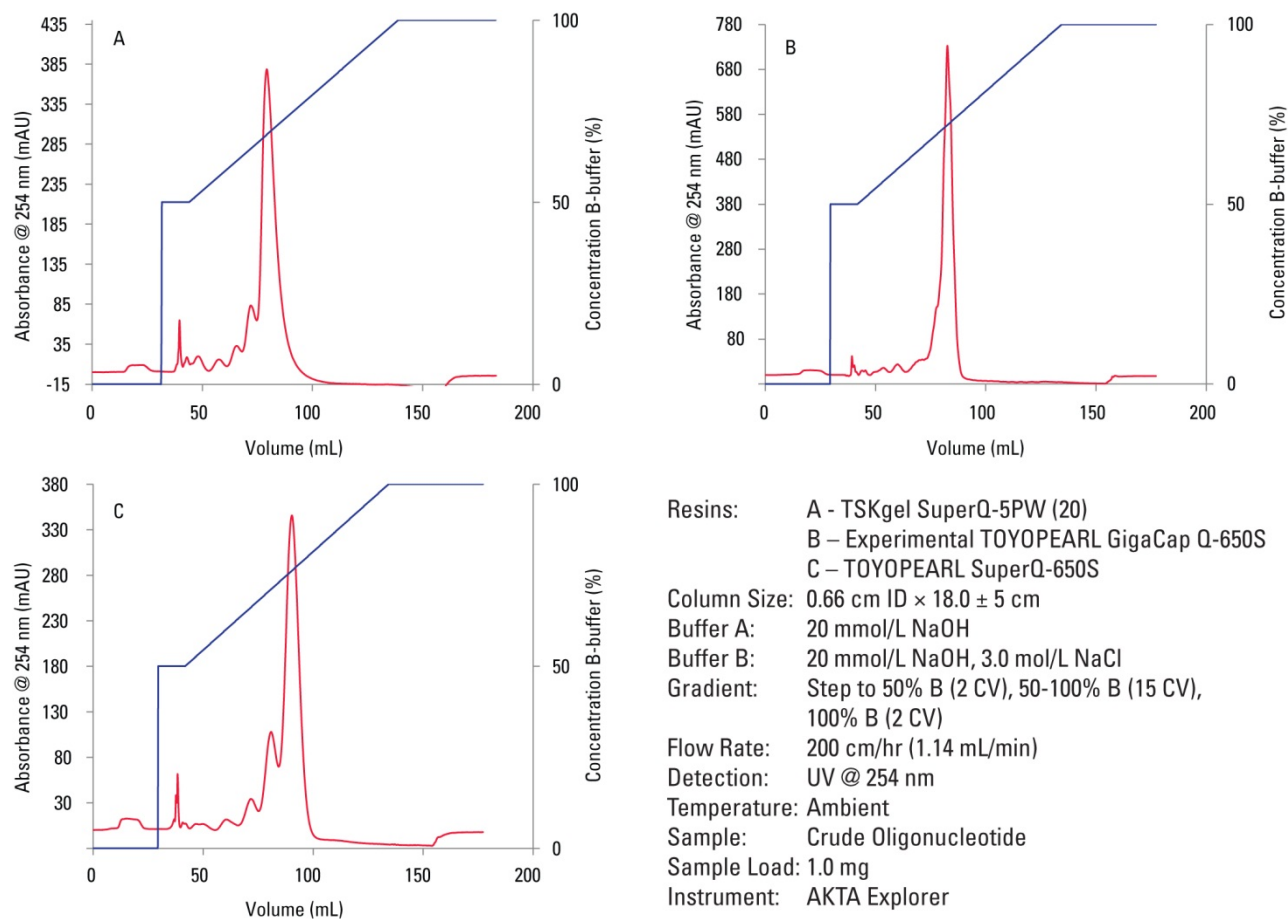 A
Absorbance @ 254 nm (mAU)
435
385
335
285
235
185
135
85
35
-15
0
50
100
150
200
Volume (mL)
100
50
0
Concentration B-buffer (%)
B
Absorbance @ 254 nm (mAU)
780
680
580
480
380
280
180
80
0
50
100
150
200
Volume (mL)
100
50
0
Concentration B-buffer (%)
C
Absorbance @ 254 nm (mAU)
380
330
280
230
180
130
80
30
0
50
100
150
200
Volume (mL)
100
50
0
Concentration B-buffer (%)
Resins: A - TSKgel SuperQ-5PW (20)
B – Experimental TOYOPEARL GigaCap Q-650S
C – TOYOPEARL SuperQ-650S
Column Size: 0.66 cm ID × 18.0 ± 5 cm
Buffer A: 20 mmol/L NaOH
Buffer B: 20 mmol/L NaOH, 3.0 mol/L NaCl
Gradient: Step to 50% B (2 CV), 50-100% B (15 CV),
100% B (2 CV)
Flow Rate: 200 cm/hr (1.14 mL/min)
Detection: UV @ 254 nm
Temperature: Ambient
Sample: Crude Oligonucleotide
Sample Load: 1.0 mg
Instrument: AKTA Explorer